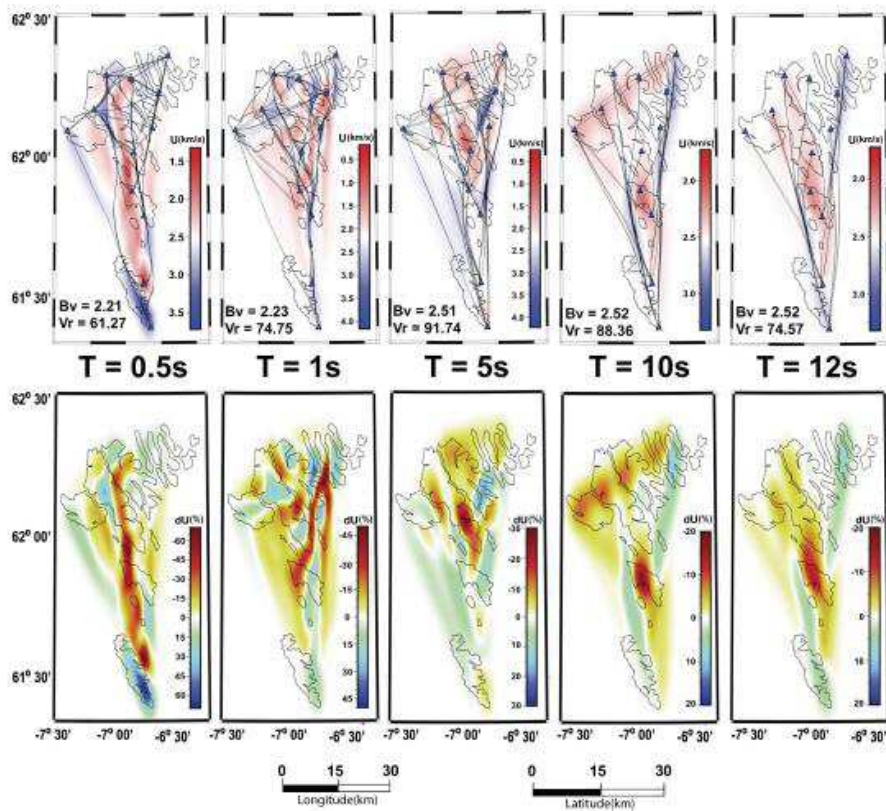 62° 30'
62° 00'
61° 30'
U(km/s)
1.5
2.0
2.5
3.0
3.5
Bv = 2.21
Vr = 61.27
U(km/s)
0.5
1.0
1.5
2.0
2.5
3.0
3.5
4.0
Bv = 2.23
Vr = 74.75
U(km/s)
0.5
1.0
1.5
2.0
2.5
3.0
3.5
4.0
Bv = 2.51
Vr = 91.74
U(km/s)
2.0
2.5
3.0
Bv = 2.52
Vr = 88.36
U(km/s)
2.0
2.5
3.0
Bv = 2.52
Vr = 74.57
T = 0.5s
T = 1s
T = 5s
T = 10s
T = 12s
62° 30'
62° 00'
61° 30'
dU(%)
-60
-45
-30
-15
0
15
30
45
60
dU(%)
-45
-30
-15
0
15
30
45
dU(%)
-30
-20
-10
0
10
20
30
dU(%)
-20
-10
0
10
20
dU(%)
-20
-10
0
10
20
-7° 30' -7° 00' -6° 30'
-7° 30' -7° 00' -6° 30'
-7° 30' -7° 00' -6° 30'
-7° 30' -7° 00' -6° 30'
-7° 30' -7° 00' -6° 30'
0 15 30
Longitude(km)
0 15 30
Latitude(km)